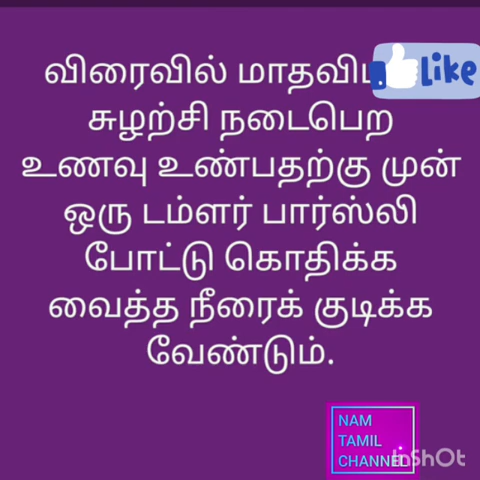 விரைவில்
Like
சுழற்சி நடைபெற
உணவு உண்பதற்கு முன்
ஒரு டம்ளர் பார்ஸ்லி
போட்டு கொதிக்க
வைத்த நீரைக் குடிக்க
வேண்டும்.
NAM
TAMIL
CHANNEL
InShOt